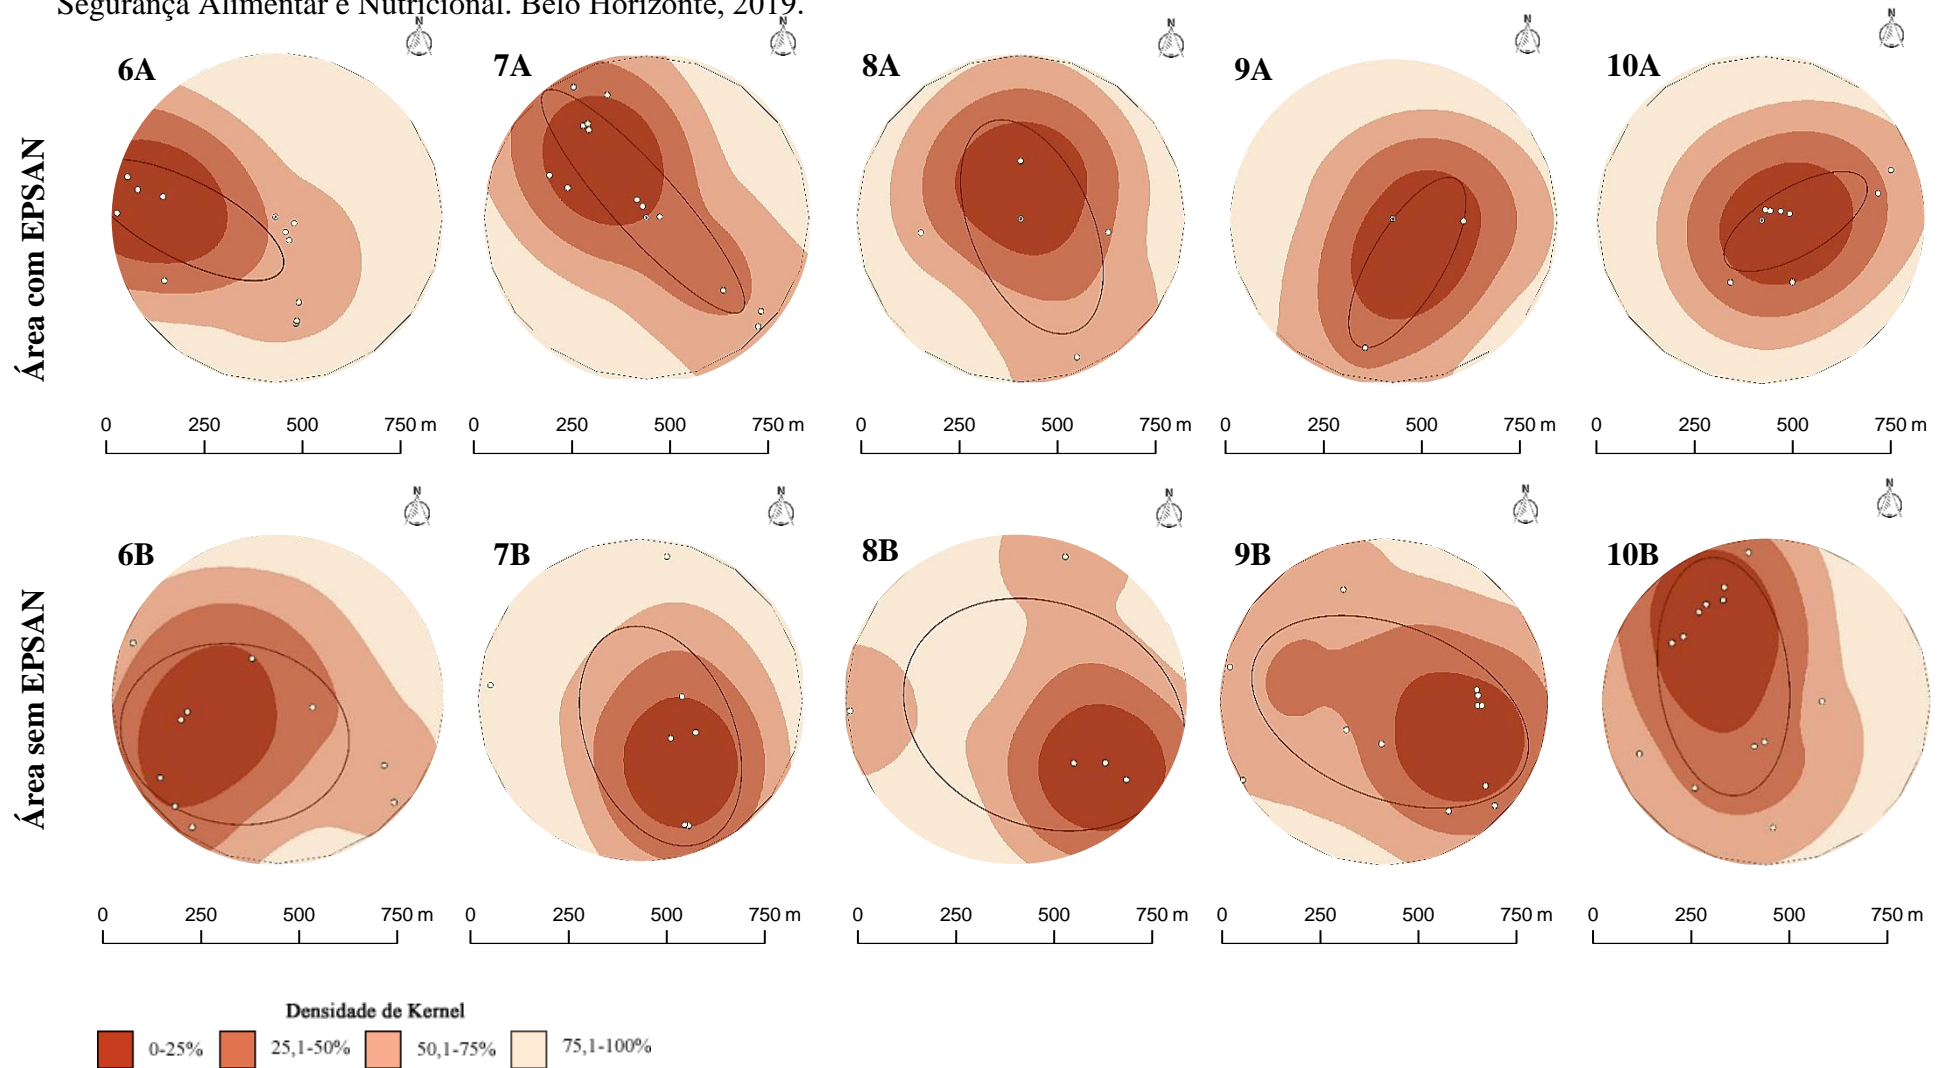 Segurança Alimentar e Nutricional. Belo Horizonte, 2019.
N N N N N
6A 7A 8A 9A 10A
Área com EPSAN
0 250 500 750 m 0 250 500 750 m 0 250 500 750 m 0 250 500 750 m 0 250 500 750 m
N N N N N
6B 7B 8B 9B 10B
Área sem EPSAN
0 250 500 750 m 0 250 500 750 m 0 250 500 750 m 0 250 500 750 m 0 250 500 750 m
Densidade de Kernel
0-25% 25,1-50% 50,1-75% 75,1-100%